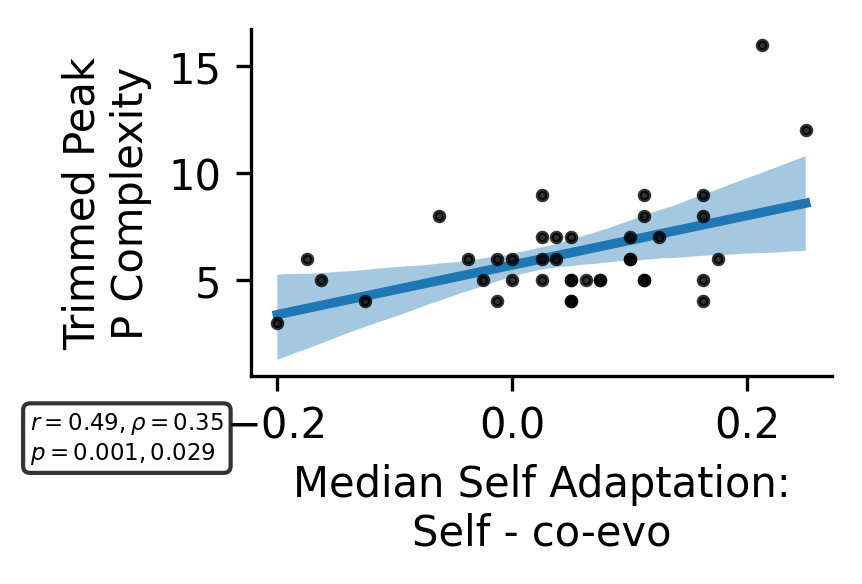 Trimmed Peak
P Complexity
15
10
5
−0.2
0.0
0.2
r = 0.49, ρ = 0.35
p = 0.001, 0.029
Median Self Adaptation:
Self - co-evo